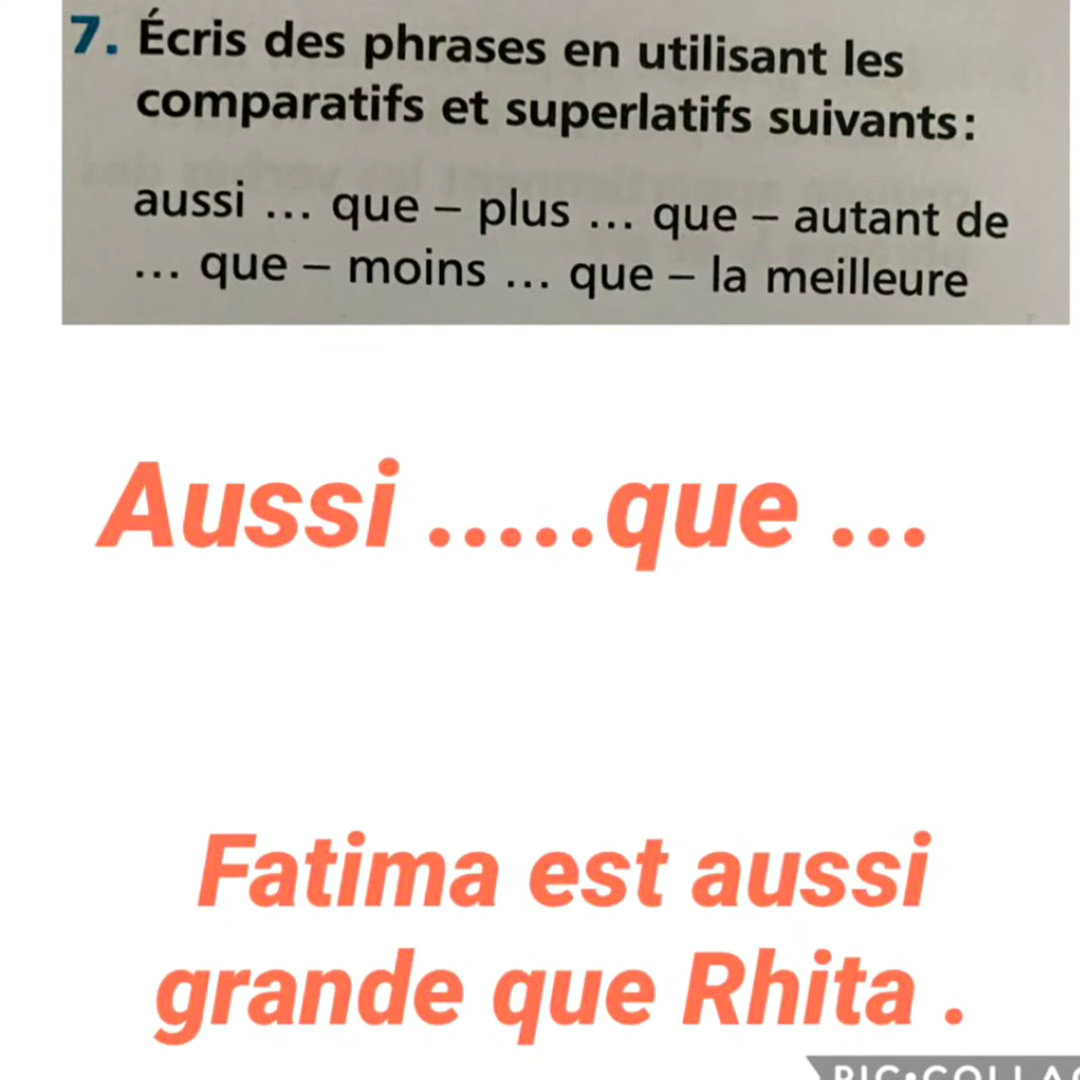 7. Écris des phrases en utilisant les
comparatifs et superlatifs suivants :
aussi ... que – plus ... que – autant de
... que – moins ... que – la meilleure
Aussi .....que ...
Fatima est aussi
grande que Rhita .